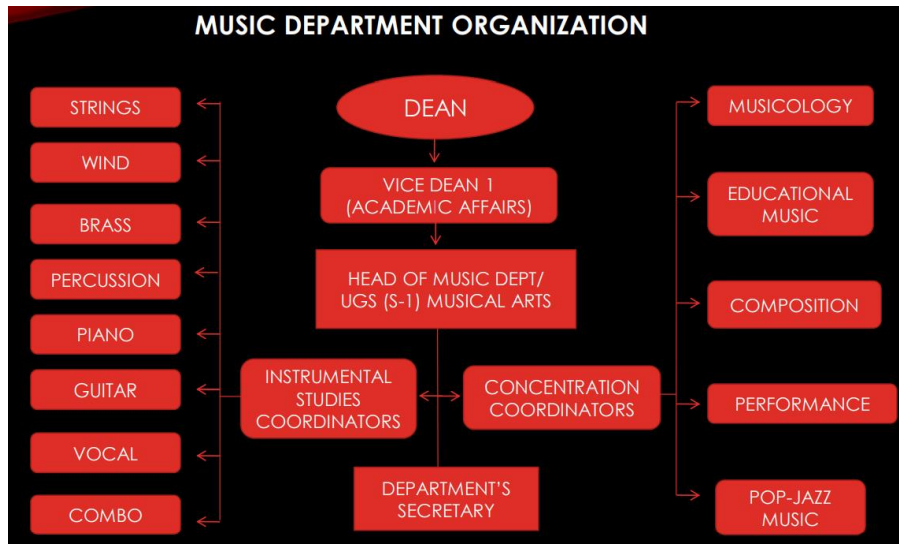 MUSIC DEPARTMENT ORGANIZATION
STRINGS
WIND
BRASS
PERCUSSION
PIANO
GUITAR
VOCAL
COMBO
DEAN
VICE DEAN 1
(ACADEMIC AFFAIRS)
HEAD OF MUSIC DEPT/
UGS (S-1) MUSICAL ARTS
INSTRUMENTAL
STUDIES
COORDINATORS
CONCENTRATION
COORDINATORS
DEPARTMENT'S
SECRETARY
MUSICOLOGY
EDUCATIONAL
MUSIC
COMPOSITION
PERFORMANCE
POP-JAZZ
MUSIC